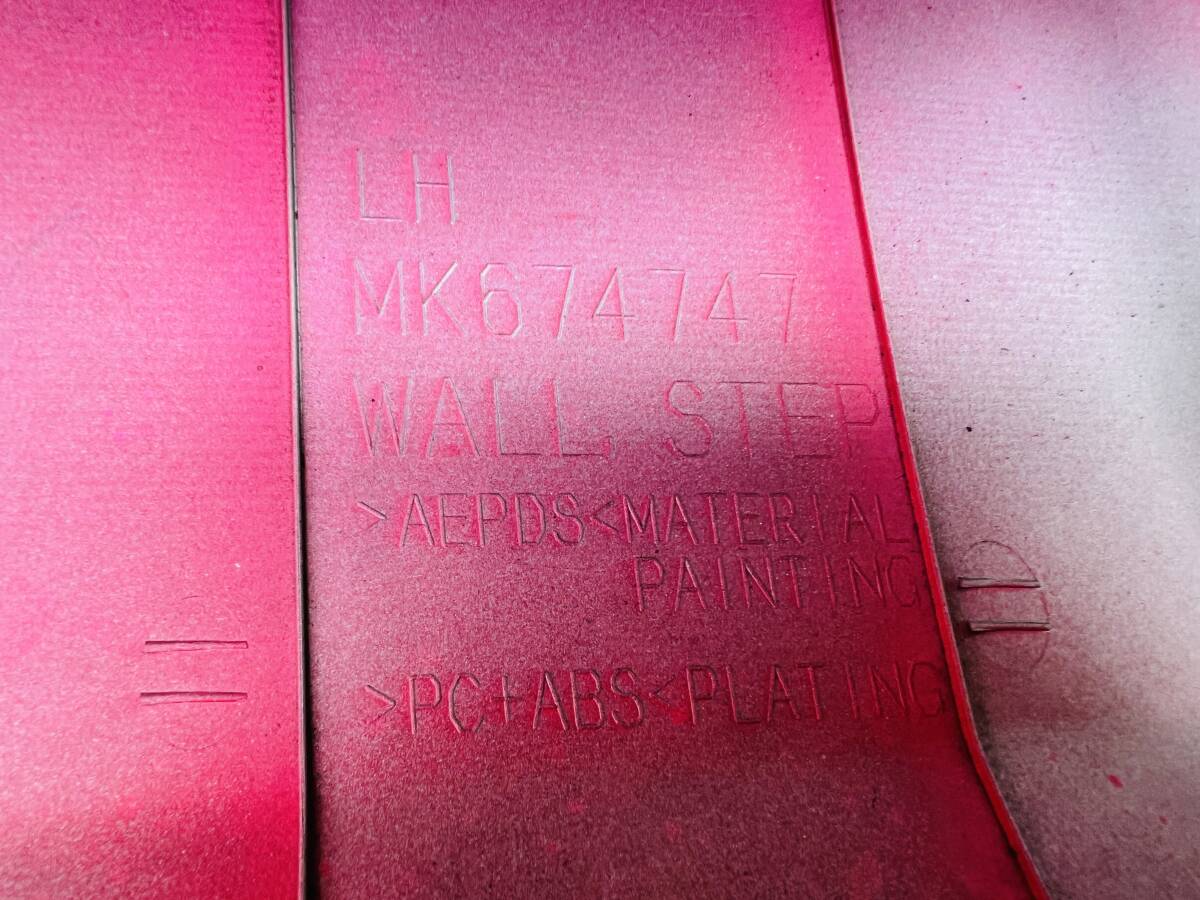 LH
MK674747
WALL, STEP
>AEPDS<MATERIAL
PAINTING
>PC+ABS<PLATING